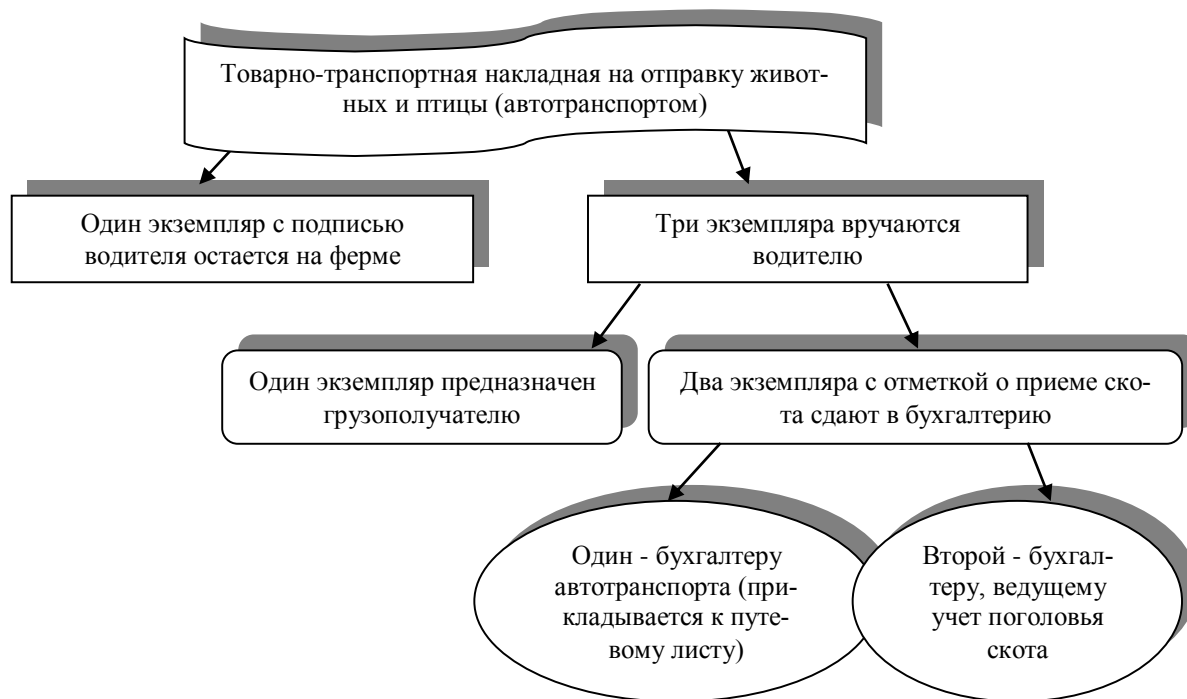 Товарно-транспортная накладная на отправку живот-
ных и птицы (автотранспортом)
Один экземпляр с подписью
водителя остается на ферме
Три экземпляра вручаются
водителю
Один экземпляр предназначен
грузополучателю
Два экземпляра с отметкой о приеме ско-
та сдают в бухгалтерию
Один - бухгалтеру
автотранспорта (при-
кладывается к путе-
вому листу)
Второй - бухгал-
теру, ведущему
учет поголовья
скота